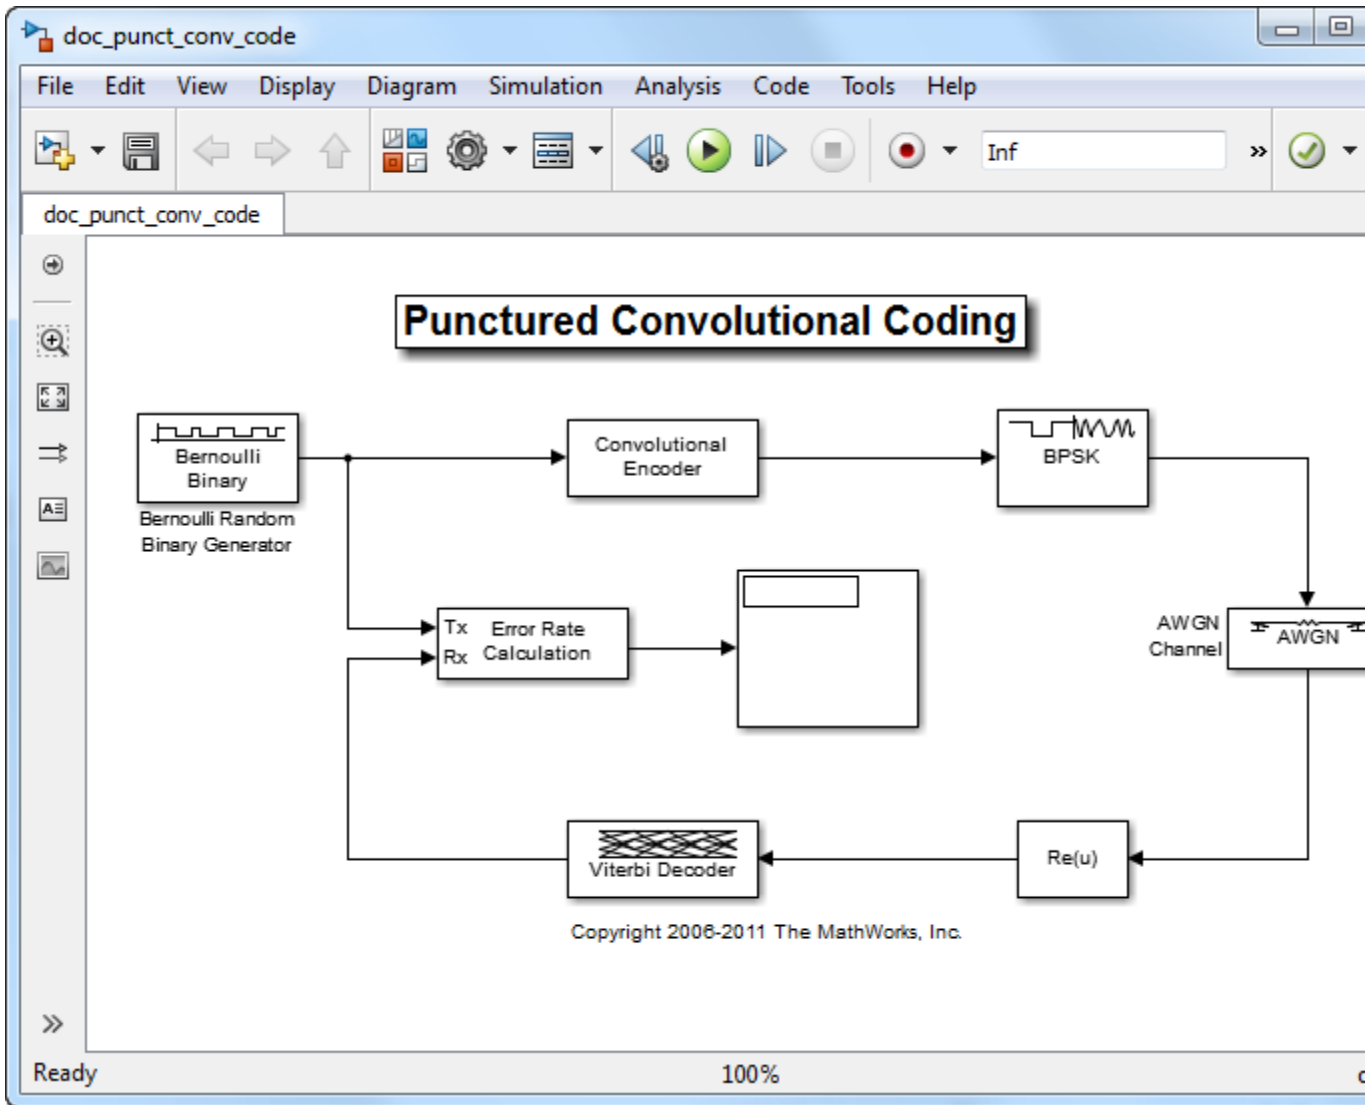 doc_punct_conv_code
File Edit View Display Diagram Simulation Analysis Code Tools Help
Inf
doc_punct_conv_code
Punctured Convolutional Coding
Bernoulli
Binary
Bernoulli Random
Binary Generator
Convolutional
Encoder
BPSK
AWGN
Channel
AWGN
Tx
Rx
Error Rate
Calculation
Viterbi Decoder
Re(u)
Copyright 2006-2011 The MathWorks, Inc.
Ready
100%